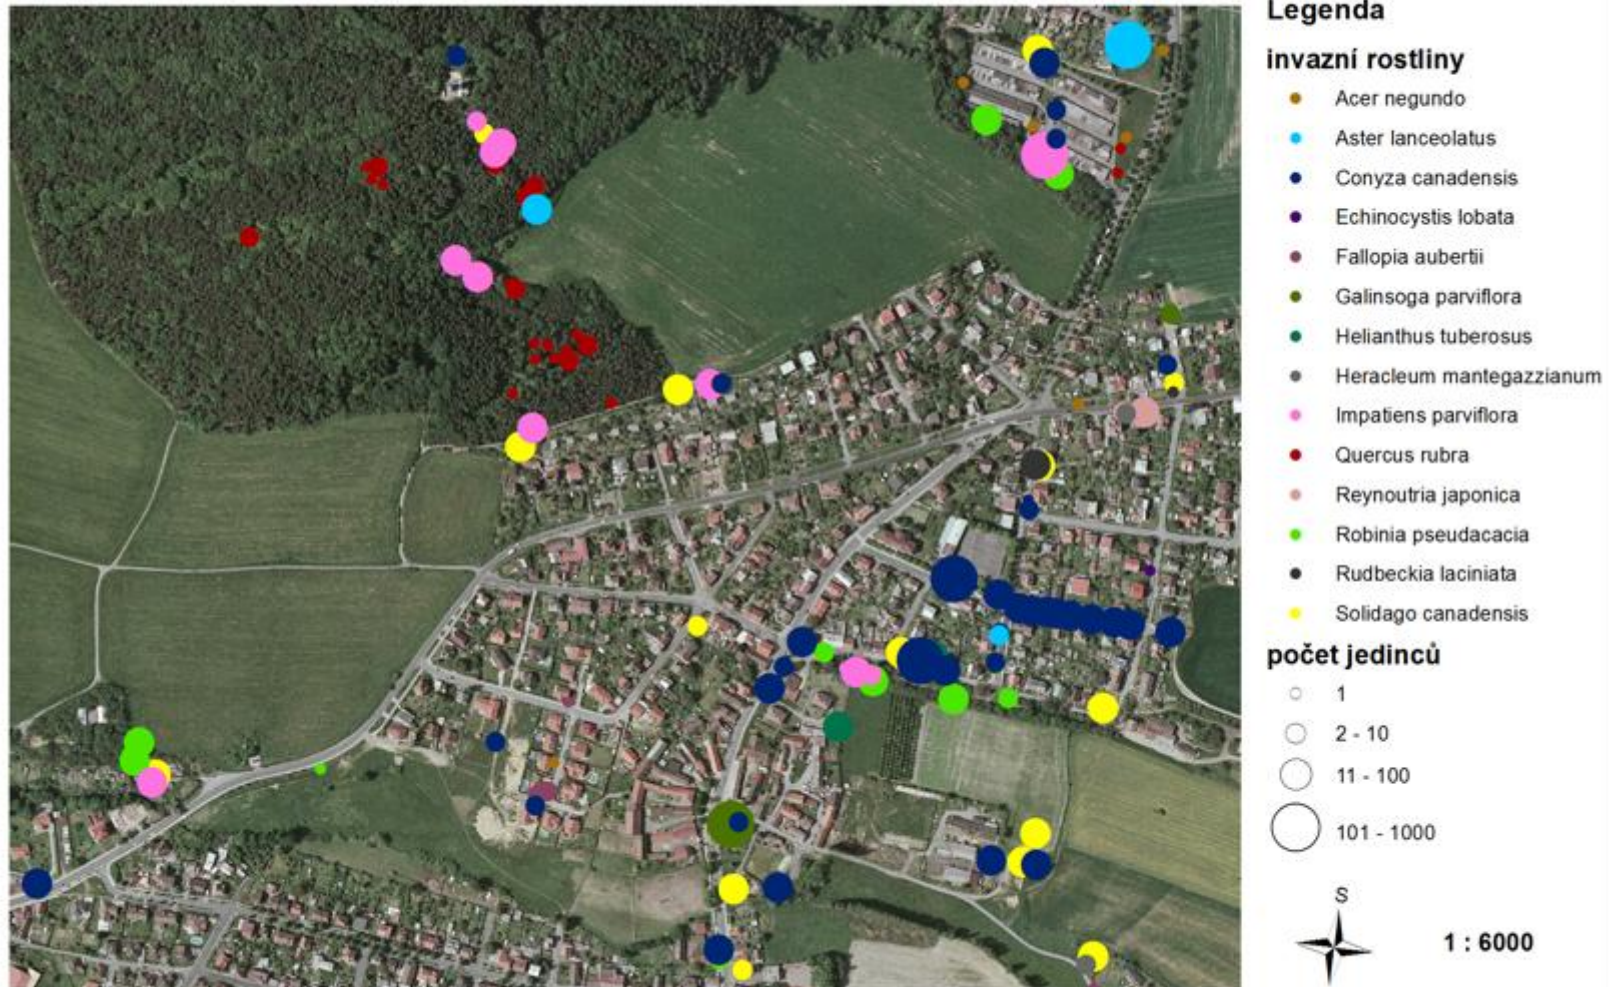 Legenda
invazní rostliny
Acer negundo
Aster lanceolatus
Conyza canadensis
Echinocystis lobata
Fallopia aubertii
Galinsoga parviflora
Helianthus tuberosus
Heracleum mantegazzianum
Impatiens parviflora
Quercus rubra
Reynoutria japonica
Robinia pseudacacia
Rudbeckia laciniata
Solidago canadensis
počet jedinců
1
2 - 10
11 - 100
101 - 1000
S
1 : 6000